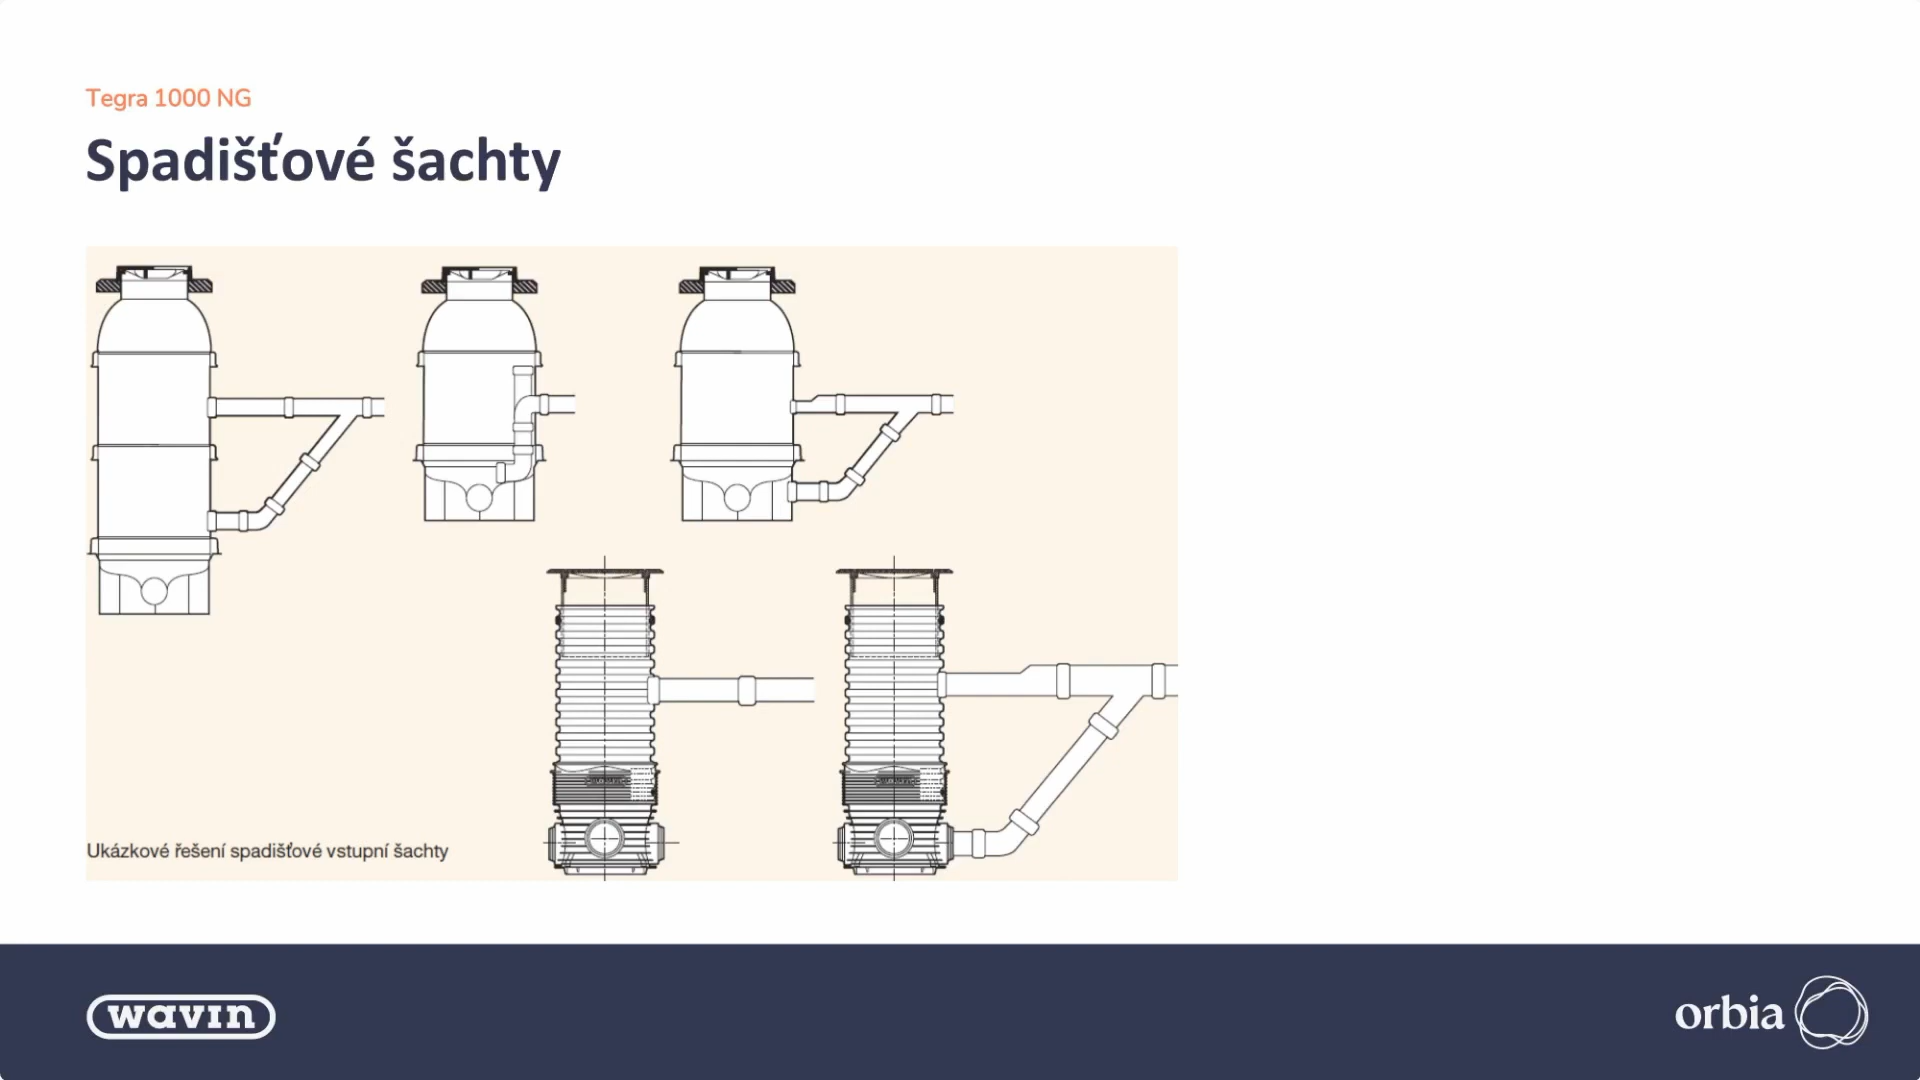 Tegra 1000 NG
Spadišťové šachty
Ukázkové řešení spadišťové vstupní šachty
wavin
orbia